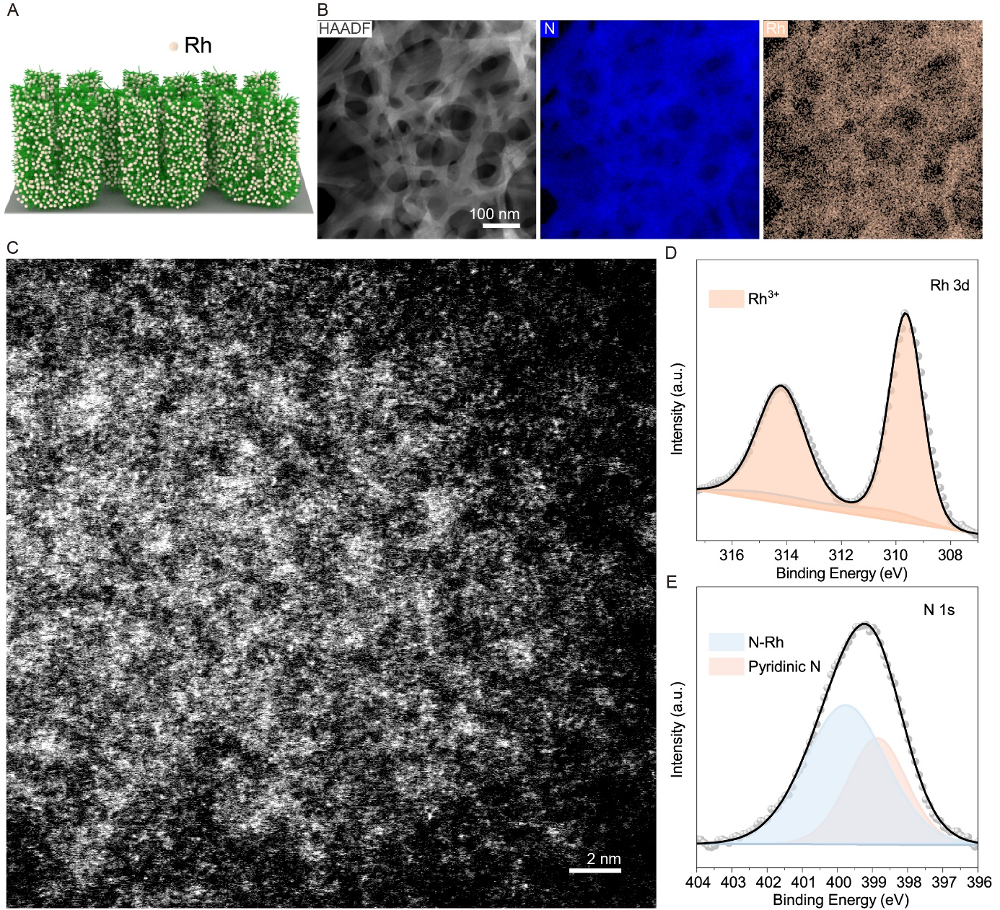 A
Rh
B
HAADF
N
Rh
100 nm
C
2 nm
D
Rh 3d
Rh³⁺
Intensity (a.u.)
316 314 312 310 308
Binding Energy (eV)
E
N 1s
N-Rh
Pyridinic N
Intensity (a.u.)
404 403 402 401 400 399 398 397 396
Binding Energy (eV)